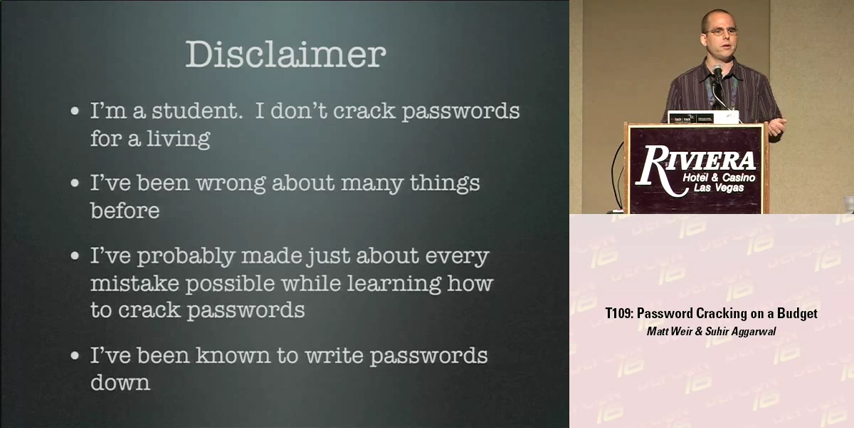 Disclaimer
• I'm a student. I don't crack passwords
for a living
• I've been wrong about many things
before
• I've probably made just about every
mistake possible while learning how
to crack passwords
• I've been known to write passwords
down
RIVIERA
Hotel & Casino
Las Vegas
T109: Password Cracking on a Budget
Matt Weir & Suhir Aggarwal